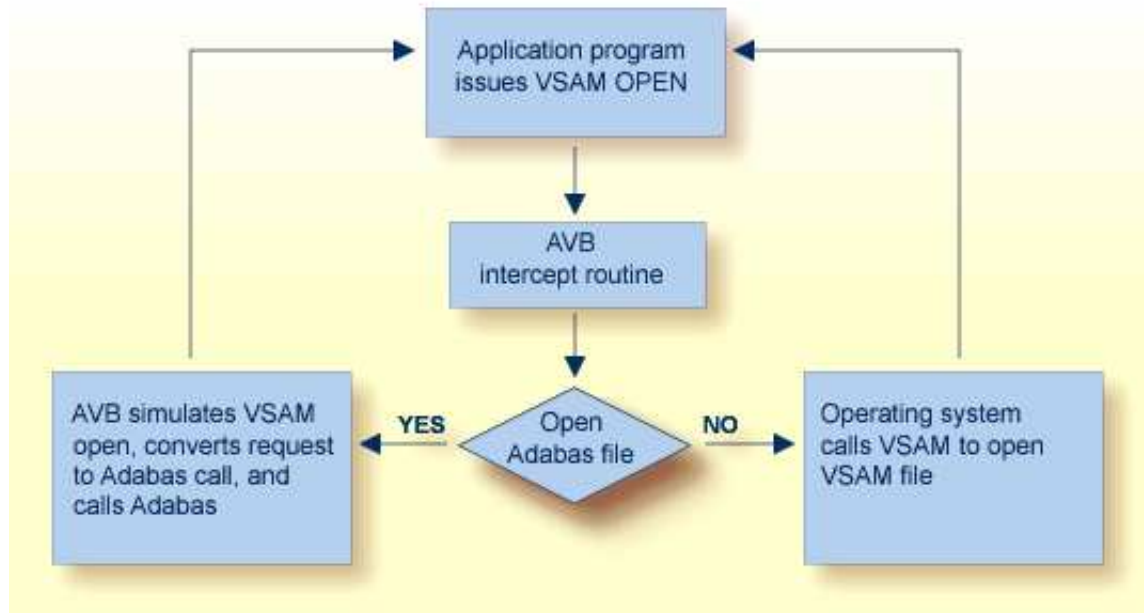 Application program
issues VSAM OPEN
AVB
intercept routine
AVB simulates VSAM
open, converts request
to Adabas call, and
calls Adabas
YES
Open
Adabas file
NO
Operating system
calls VSAM to open
VSAM file